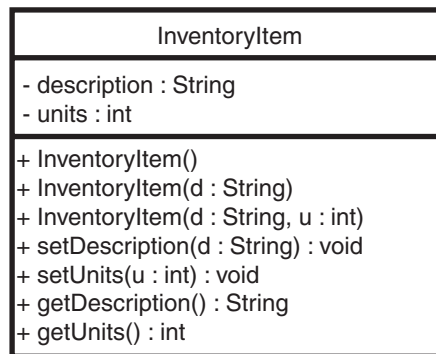 InventoryItem
- description : String
- units : int
+ InventoryItem()
+ InventoryItem(d : String)
+ InventoryItem(d : String, u : int)
+ setDescription(d : String) : void
+ setUnits(u : int) : void
+ getDescription() : String
+ getUnits() : int